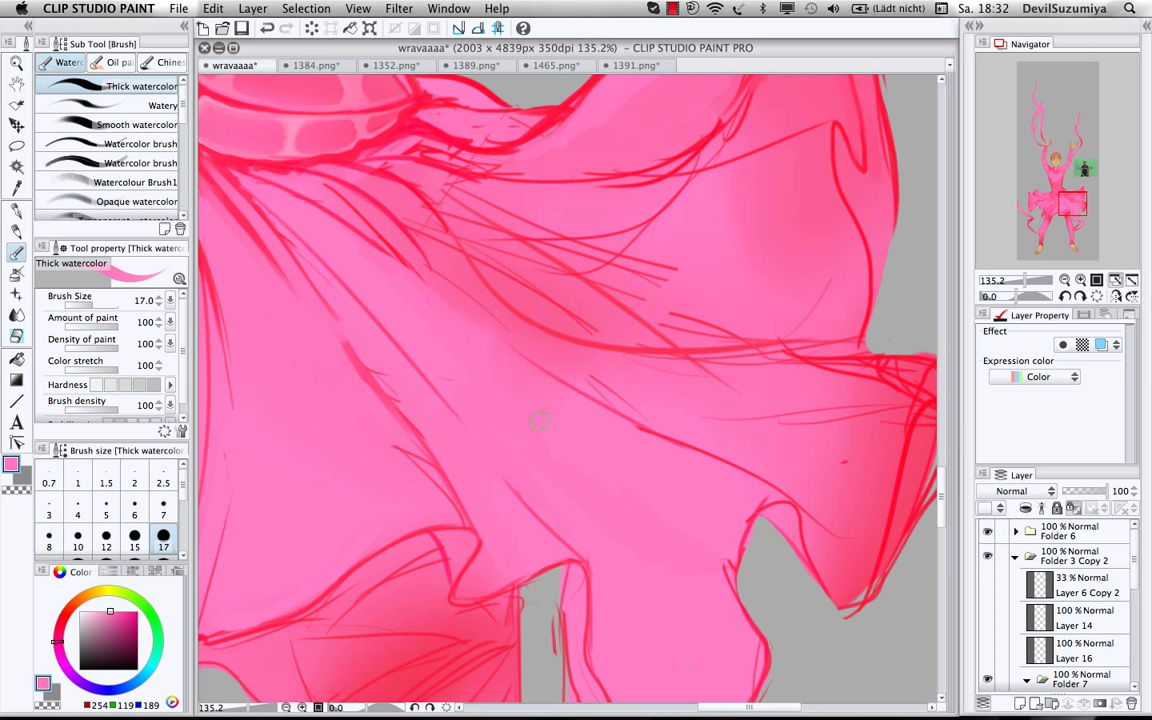 CLIP STUDIO PAINT File Edit Layer Selection View Filter Window Help (Lädt nicht) Sa. 18:32 DevilSuzumiya
wravaaaa* (2003 x 4839px 350dpi 135.2%) - CLIP STUDIO PAINT PRO
wravaaaa* 1384.png* 1352.png* 1389.png* 1465.png* 1391.png*
Sub Tool [Brush]
Water Oil pa Chines
Thick watercolor
Watery
Smooth watercolor
Watercolor brush
Watercolor brush
Watercolour Brush1
Opaque watercolor
Tool property [Thick waterc
Thick watercolor
Brush Size 17.0
Amount of paint 100
Density of paint 100
Color stretch 100
Hardness
Brush density 100
Brush size [Thick watercolor
0.7 1 1.5 2 2.5
3 4 5 6 7
8 10 12 15 17
Color
254 119 189
135.2 0.0
Navigator
135.2
0.0
Layer Property
Effect
Expression color
Color
Layer
Normal 100
100 % Normal
Folder 6
100 % Normal
Folder 3 Copy 2
33 % Normal
Layer 6 Copy 2
100 % Normal
Layer 14
100 % Normal
Layer 16
100 % Normal
Folder 7